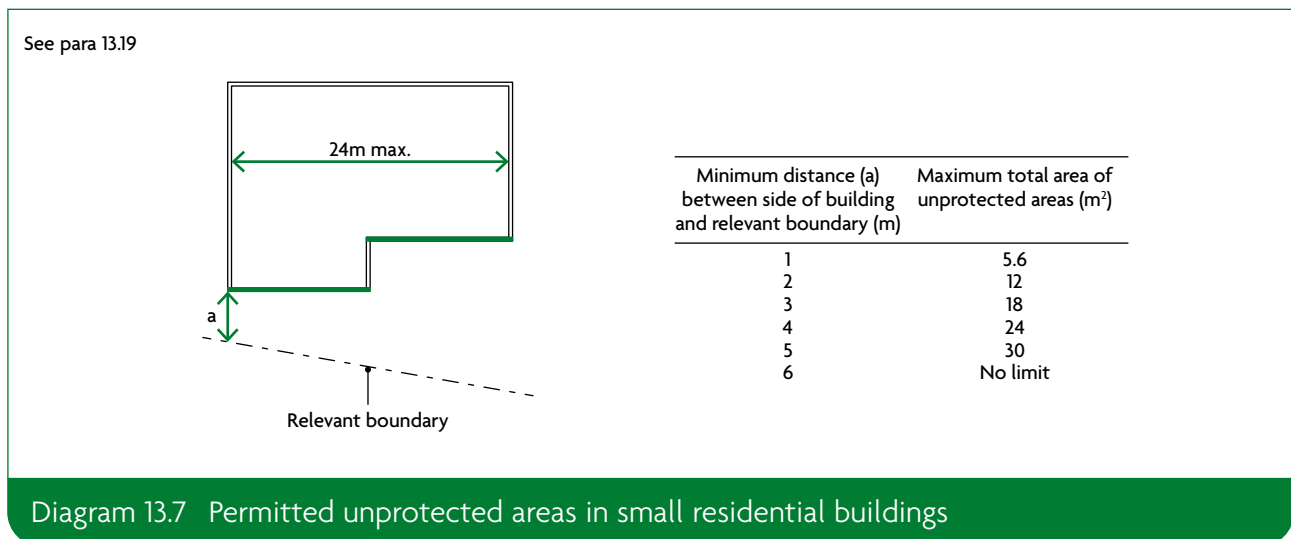 See para 13.19
24m max.
a
Relevant boundary
Minimum distance (a) Maximum total area of
between side of building unprotected areas (m²)
and relevant boundary (m)
1 5.6
2 12
3 18
4 24
5 30
6 No limit
Diagram 13.7 Permitted unprotected areas in small residential buildings